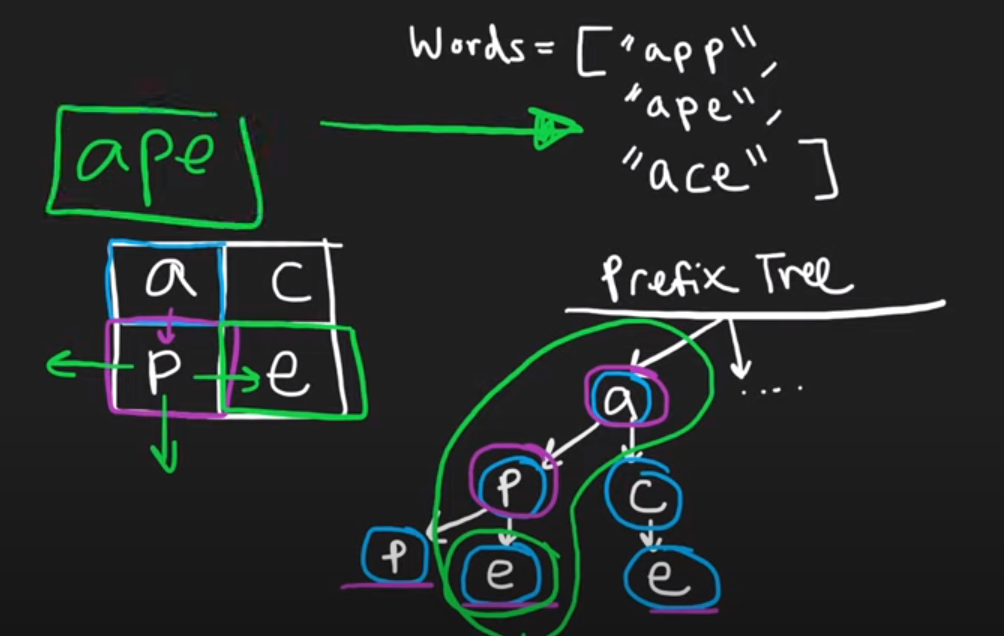 Words = ["app",
"ape",
"ace"]
ape
a c
p e
Prefix Tree
a
....
p c
p e e